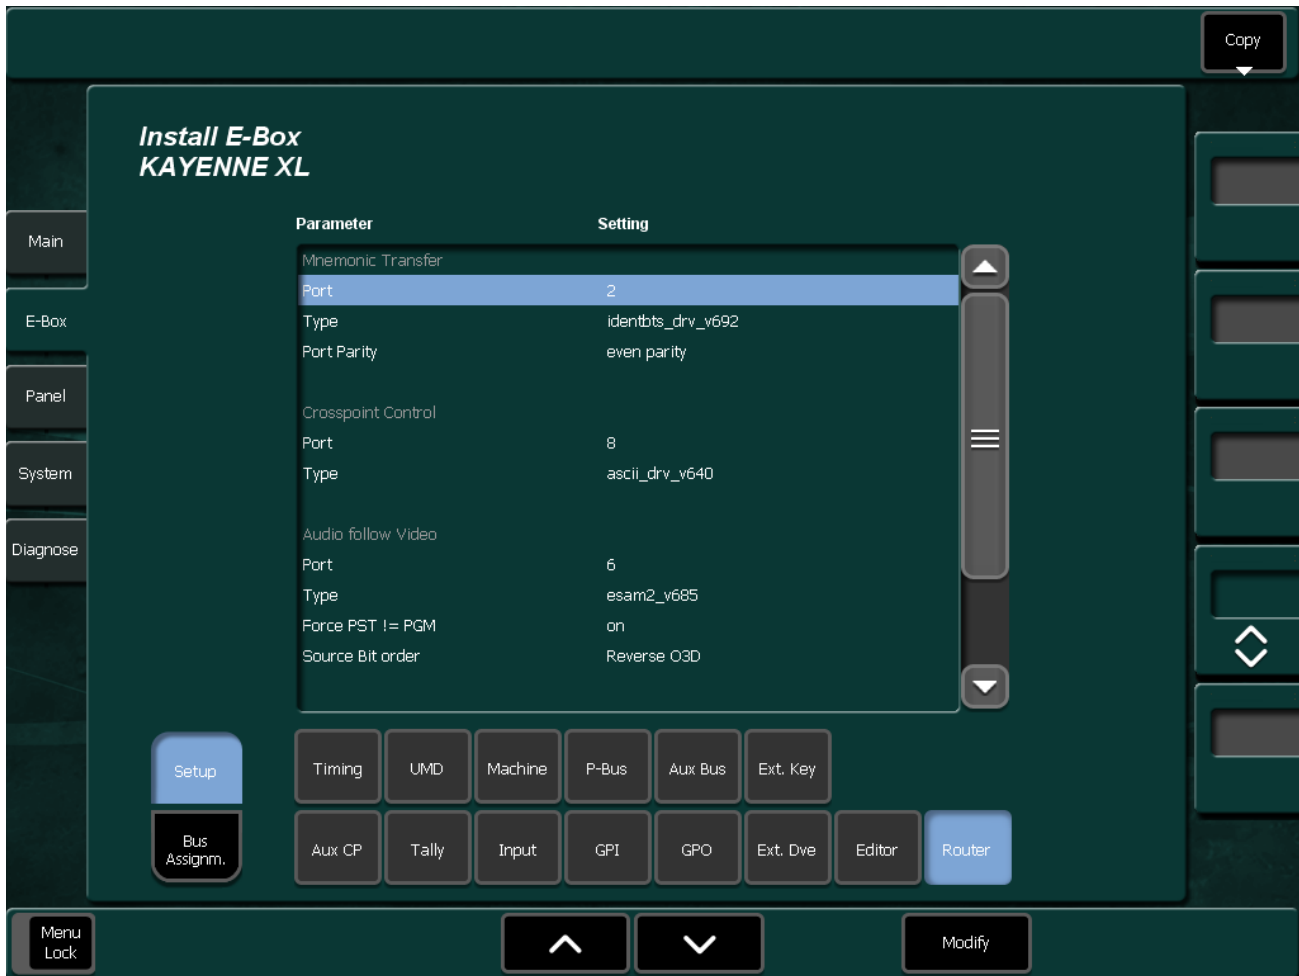 Copy
Install E-Box
KAYENNE XL
Parameter Setting
Main
E-Box
Panel
System
Diagnose
Mnemonic Transfer
Port 2
Type identbts_drv_v692
Port Parity even parity
Crosspoint Control
Port 8
Type ascii_drv_v640
Audio follow Video
Port 6
Type esam2_v685
Force PST != PGM on
Source Bit order Reverse O3D
Setup
Timing UMD Machine P-Bus Aux Bus Ext. Key
Bus
Assignm.
Aux CP Tally Input GPI GPO Ext. Dve Editor Router
Menu
Lock
Modify